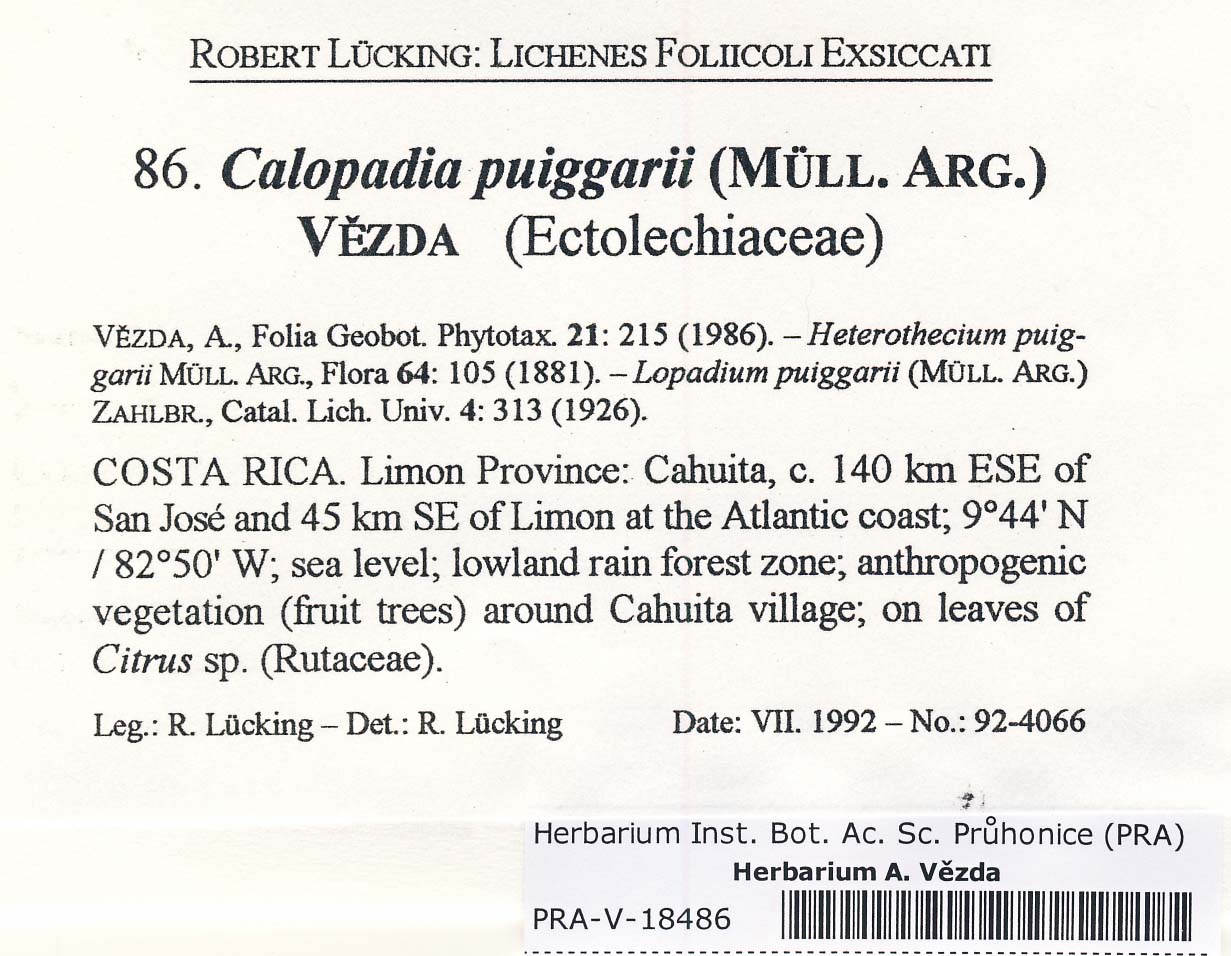 ROBERT LÜCKING: LICHENES FOLIICOLI EXSICCATI
86. Calopadia puiggarii (MÜLL. ARG.)
VĚZDA (Ectolechiaceae)
VĚZDA, A., Folia Geobot. Phytotax. 21: 215 (1986). – Heterothecium puig-
garii MÜLL. ARG., Flora 64: 105 (1881). – Lopadium puiggarii (MÜLL. ARG.)
ZAHLBR., Catal. Lich. Univ. 4: 313 (1926).
COSTA RICA. Limon Province: Cahuita, c. 140 km ESE of
San José and 45 km SE of Limon at the Atlantic coast; 9°44' N
/ 82°50' W; sea level; lowland rain forest zone; anthropogenic
vegetation (fruit trees) around Cahuita village; on leaves of
Citrus sp. (Rutaceae).
Leg.: R. Lücking – Det.: R. Lücking Date: VII. 1992 – No.: 92-4066
Herbarium Inst. Bot. Ac. Sc. Průhonice (PRA)
Herbarium A. Vězda
PRA-V-18486